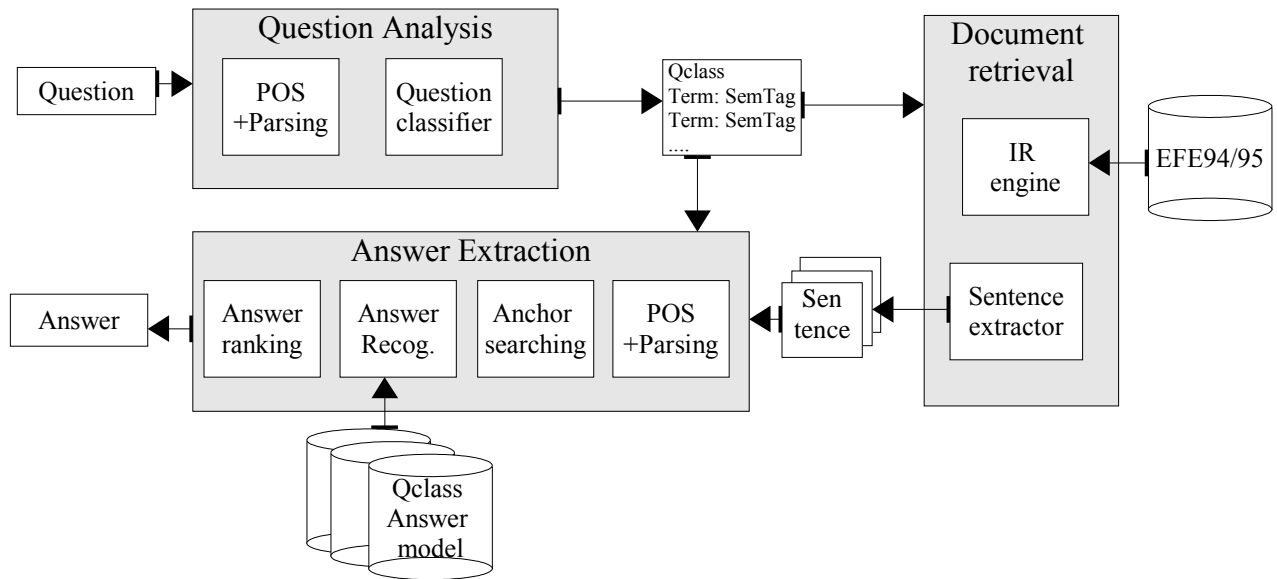 Question Analysis
Question
POS
+Parsing
Question
classifier
Qclass
Term: SemTag
Term: SemTag
....
Document
retrieval
IR
engine
EFE94/95
Sentence
extractor
Sen
tence
Answer Extraction
Answer
Answer
ranking
Answer
Recog.
Anchor
searching
POS
+Parsing
Qclass
Answer
model